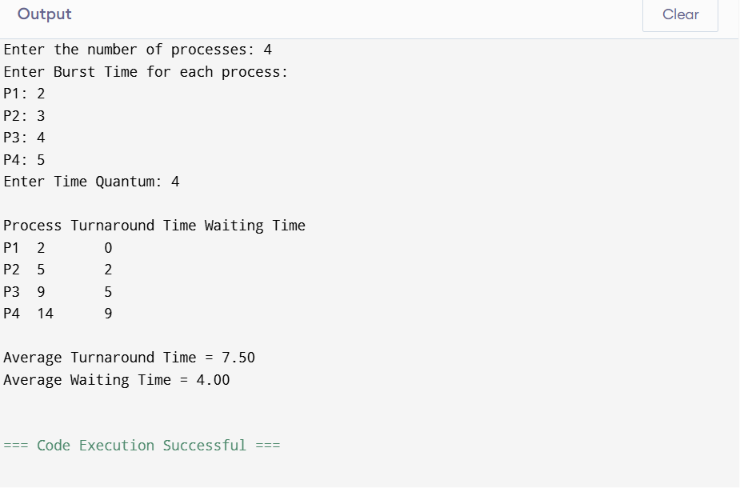 Output
Clear
Enter the number of processes: 4
Enter Burst Time for each process:
P1: 2
P2: 3
P3: 4
P4: 5
Enter Time Quantum: 4
Process Turnaround Time Waiting Time
P1 2 0
P2 5 2
P3 9 5
P4 14 9
Average Turnaround Time = 7.50
Average Waiting Time = 4.00
=== Code Execution Successful ===